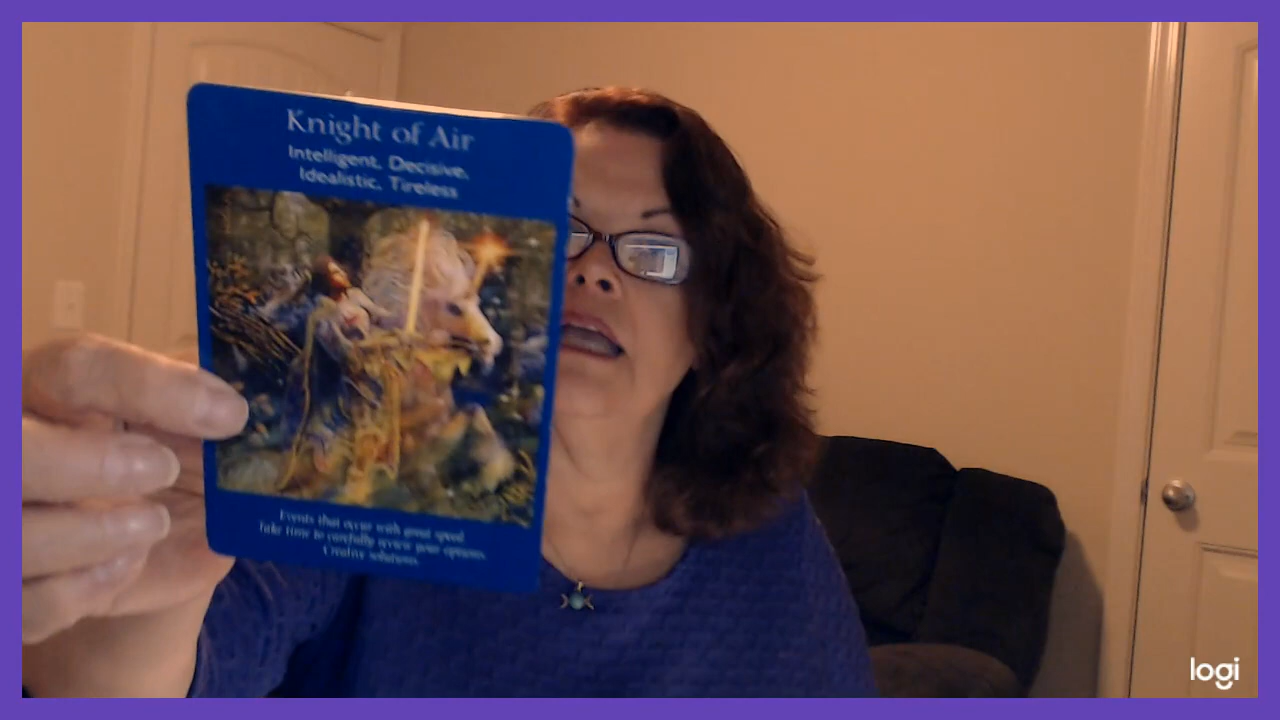 Knight of Air
Intelligent, Decisive,
Idealistic, Tireless
Events that occur with great speed
Take time to carefully review your options.
Creative solutions.
logi